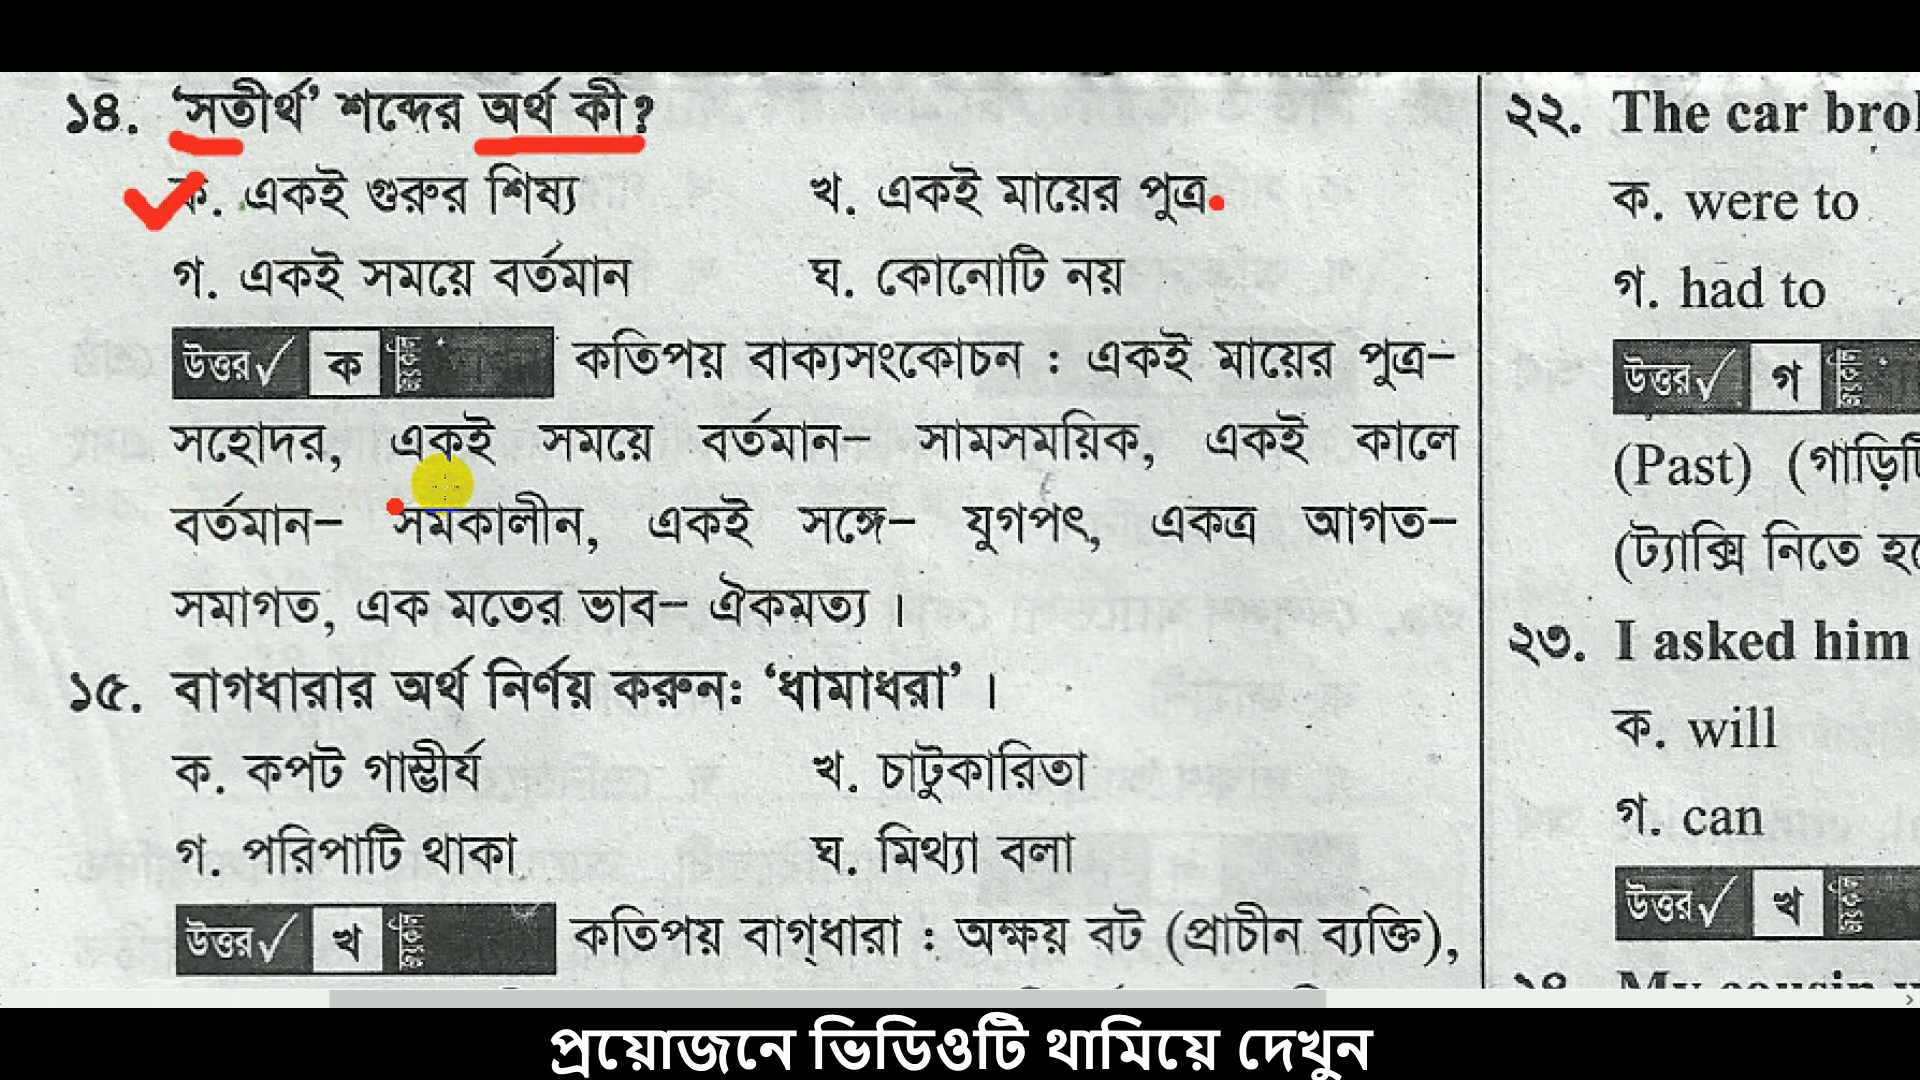 ১৪. ‘সতীর্থ’ শব্দের অর্থ কী?
ক. একই গুরুর শিষ্য খ. একই মায়ের পুত্র
গ. একই সময়ে বর্তমান ঘ. কোনোটি নয়
উত্তর✓ ক কতিপয় বাক্যসংকোচন : একই মায়ের পুত্র–
সহোদর, একই সময়ে বর্তমান– সামসময়িক, একই কালে
বর্তমান– সমকালীন, একই সঙ্গে– যুগপৎ, একত্র আগত–
সমাগত, এক মতের ভাব– ঐকমত্য।
১৫. বাগধারার অর্থ নির্ণয় করুন: ‘ধামাধরা’।
ক. কপট গাম্ভীর্য খ. চাটুকারিতা
গ. পরিপাটি থাকা ঘ. মিথ্যা বলা
উত্তর✓ খ কতিপয় বাগ্‌ধারা : অক্ষয় বট (প্রাচীন ব্যক্তি),
২২. The car
ক. were to
গ. had to
উত্তর✓ গ
(Past)
(ট্যাক্সি নিতে
২৩. I asked him
ক. will
গ. can
উত্তর✓ খ
My cousin
প্রয়োজনে ভিডিওটি থামিয়ে দেখুন